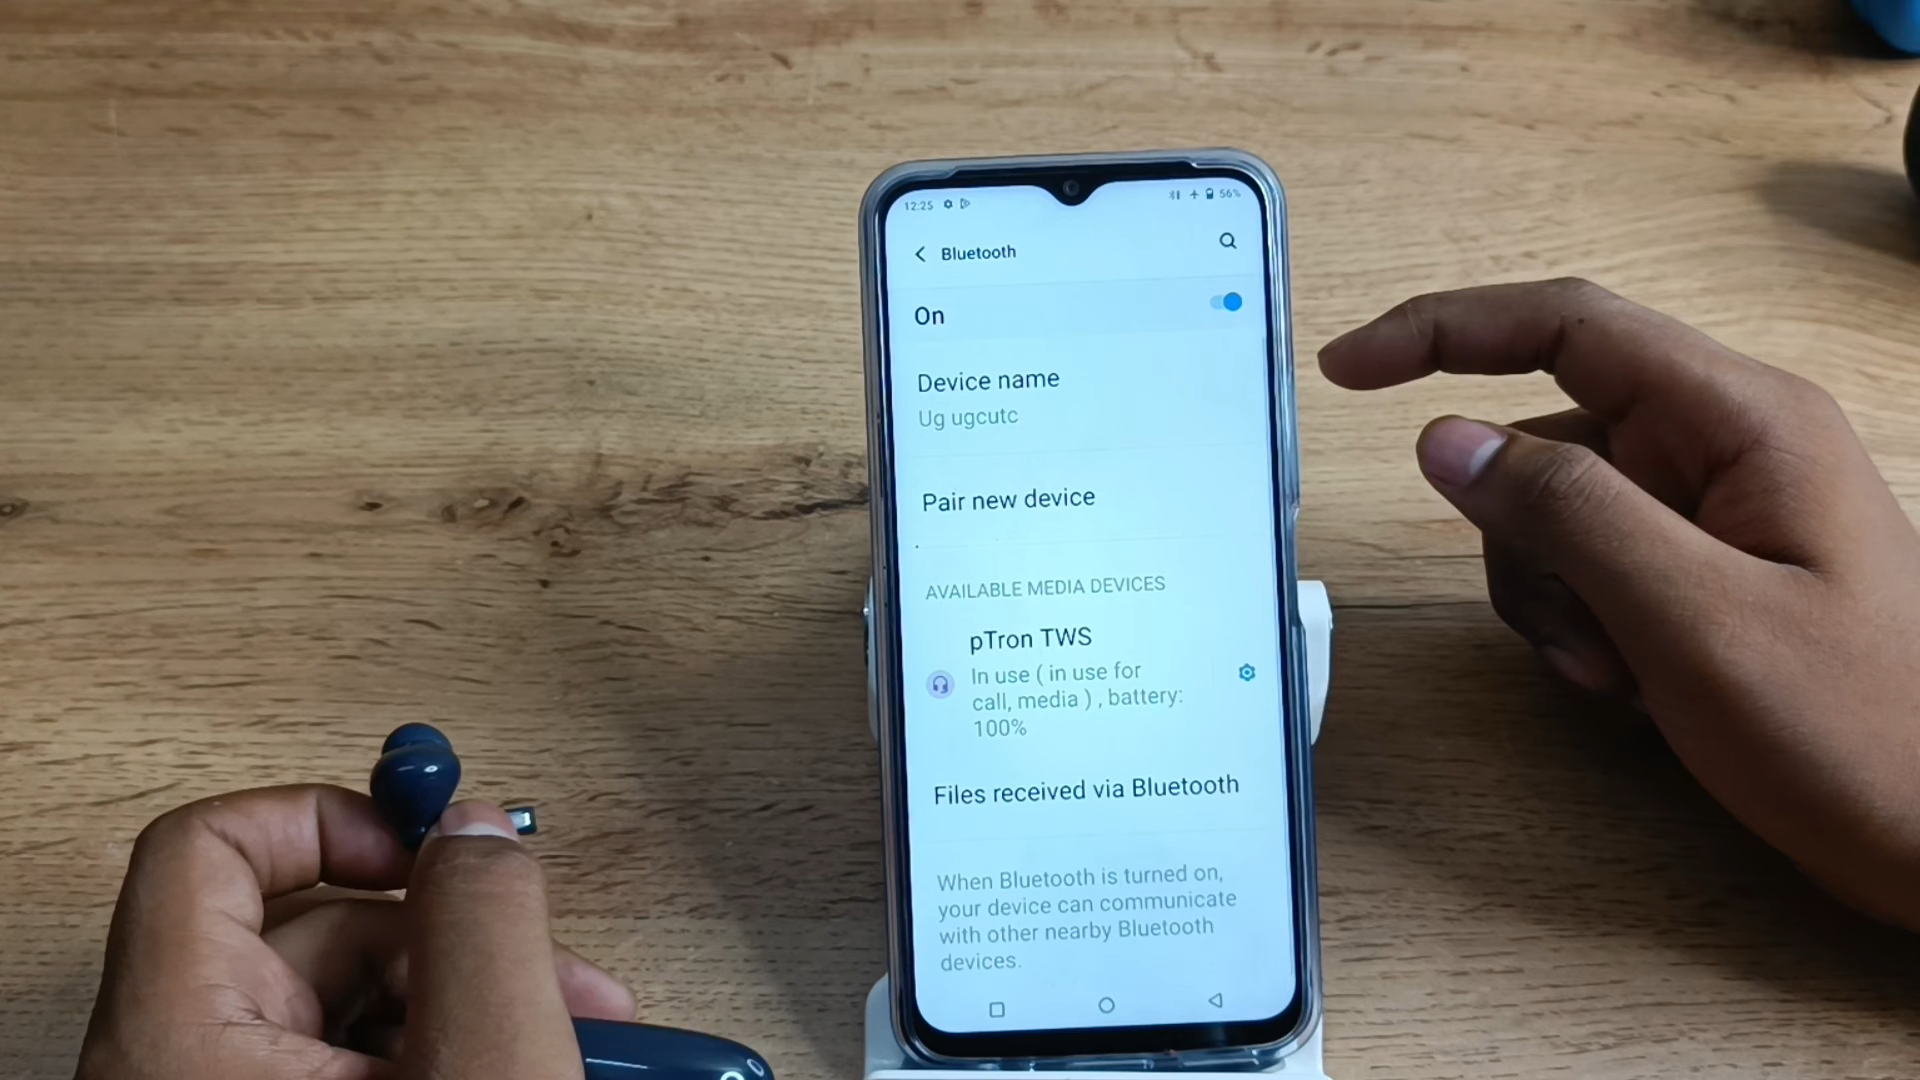 12:25
56%
Bluetooth
On
Device name
Ug ugcutc
Pair new device
AVAILABLE MEDIA DEVICES
pTron TWS
In use ( in use for
call, media ) , battery:
100%
Files received via Bluetooth
When Bluetooth is turned on,
your device can communicate
with other nearby Bluetooth
devices.